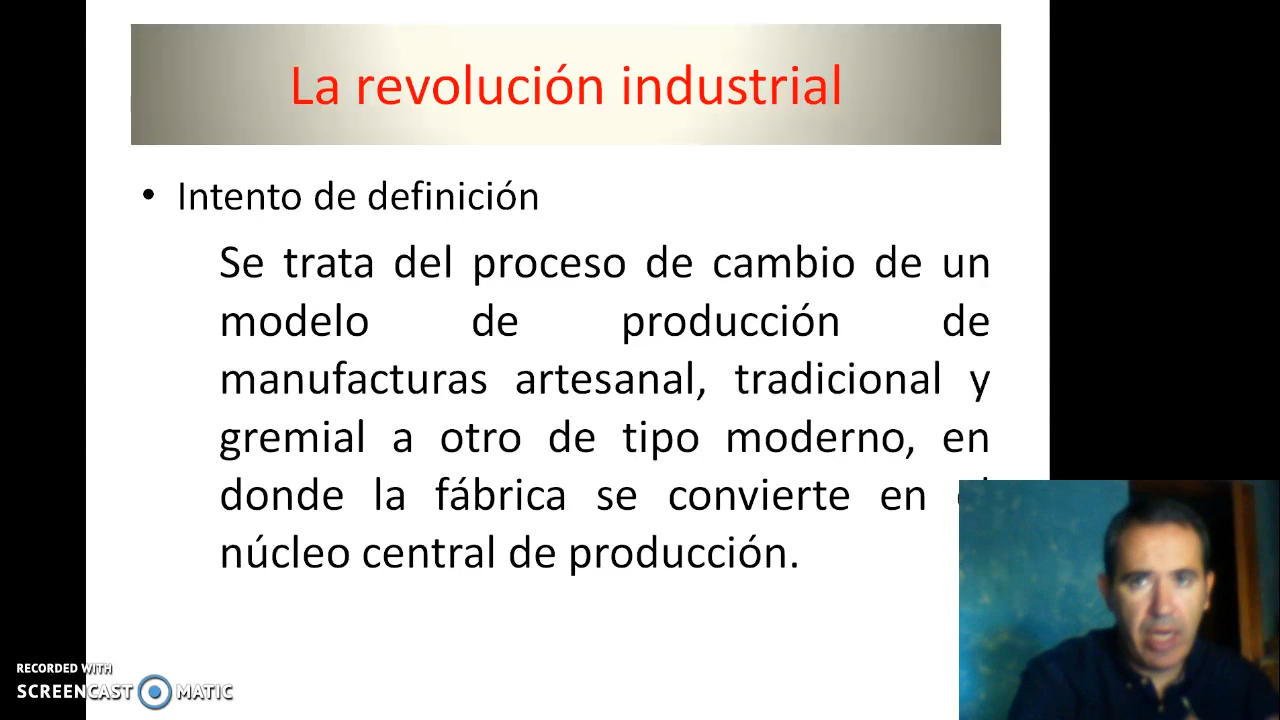 La revolución industrial
• Intento de definición
Se trata del proceso de cambio de un
modelo de producción de
manufacturas artesanal, tradicional y
gremial a otro de tipo moderno, en
donde la fábrica se convierte en
núcleo central de producción.
RECORDED WITH
SCREENCAST MATIC